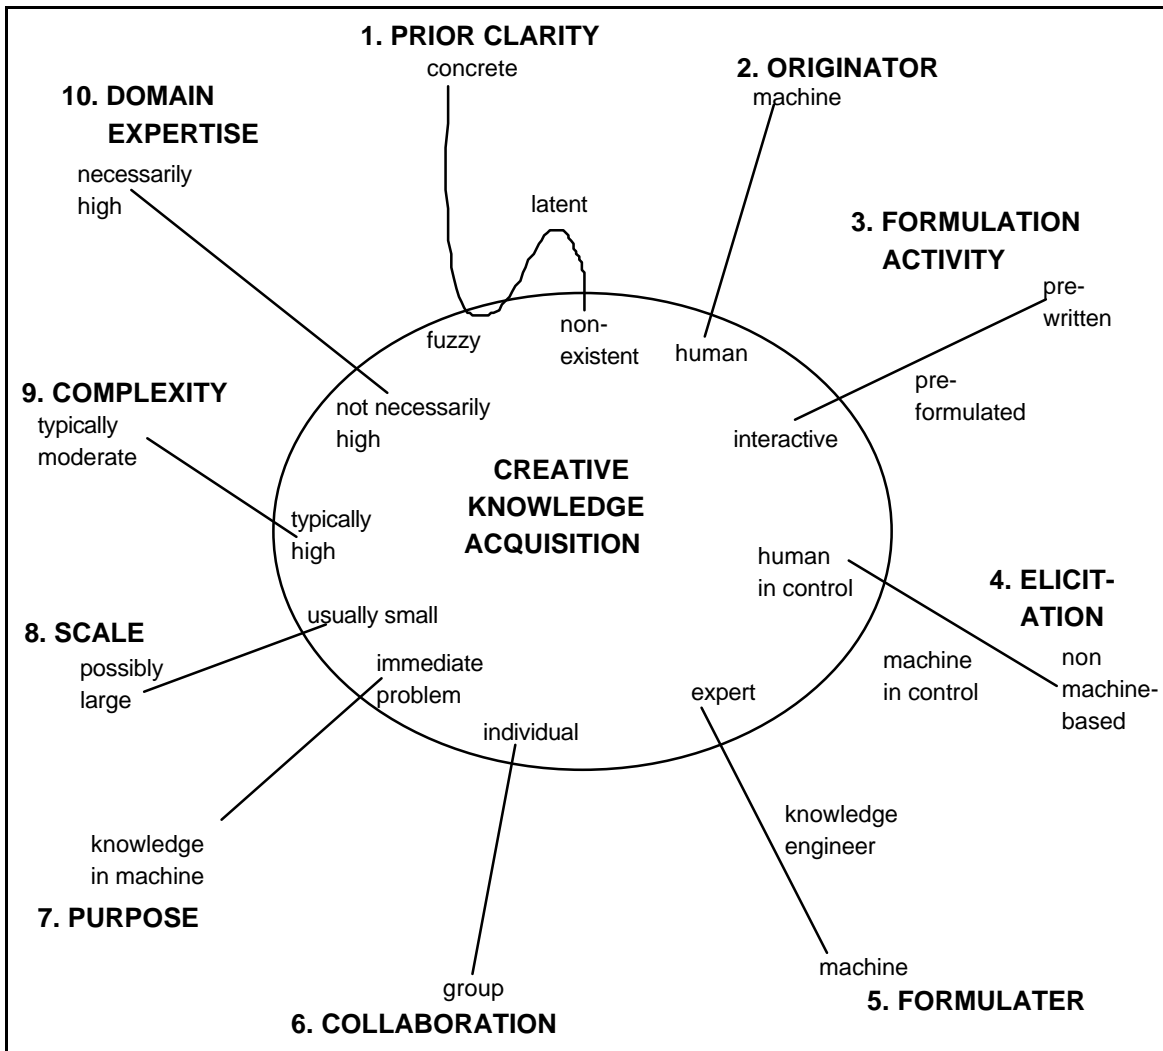 1. PRIOR CLARITY
concrete
latent
fuzzy
non-
existent
2. ORIGINATOR
machine
human
3. FORMULATION
ACTIVITY
pre-
written
pre-
formulated
interactive
CREATIVE
KNOWLEDGE
ACQUISITION
human
in control
4. ELICIT-
ATION
machine
in control
non
machine-
based
expert
knowledge
engineer
machine
5. FORMULATER
individual
group
6. COLLABORATION
immediate
problem
knowledge
in machine
7. PURPOSE
8. SCALE
usually small
possibly
large
9. COMPLEXITY
typically
moderate
typically
high
10. DOMAIN
EXPERTISE
necessarily
high
not necessarily
high